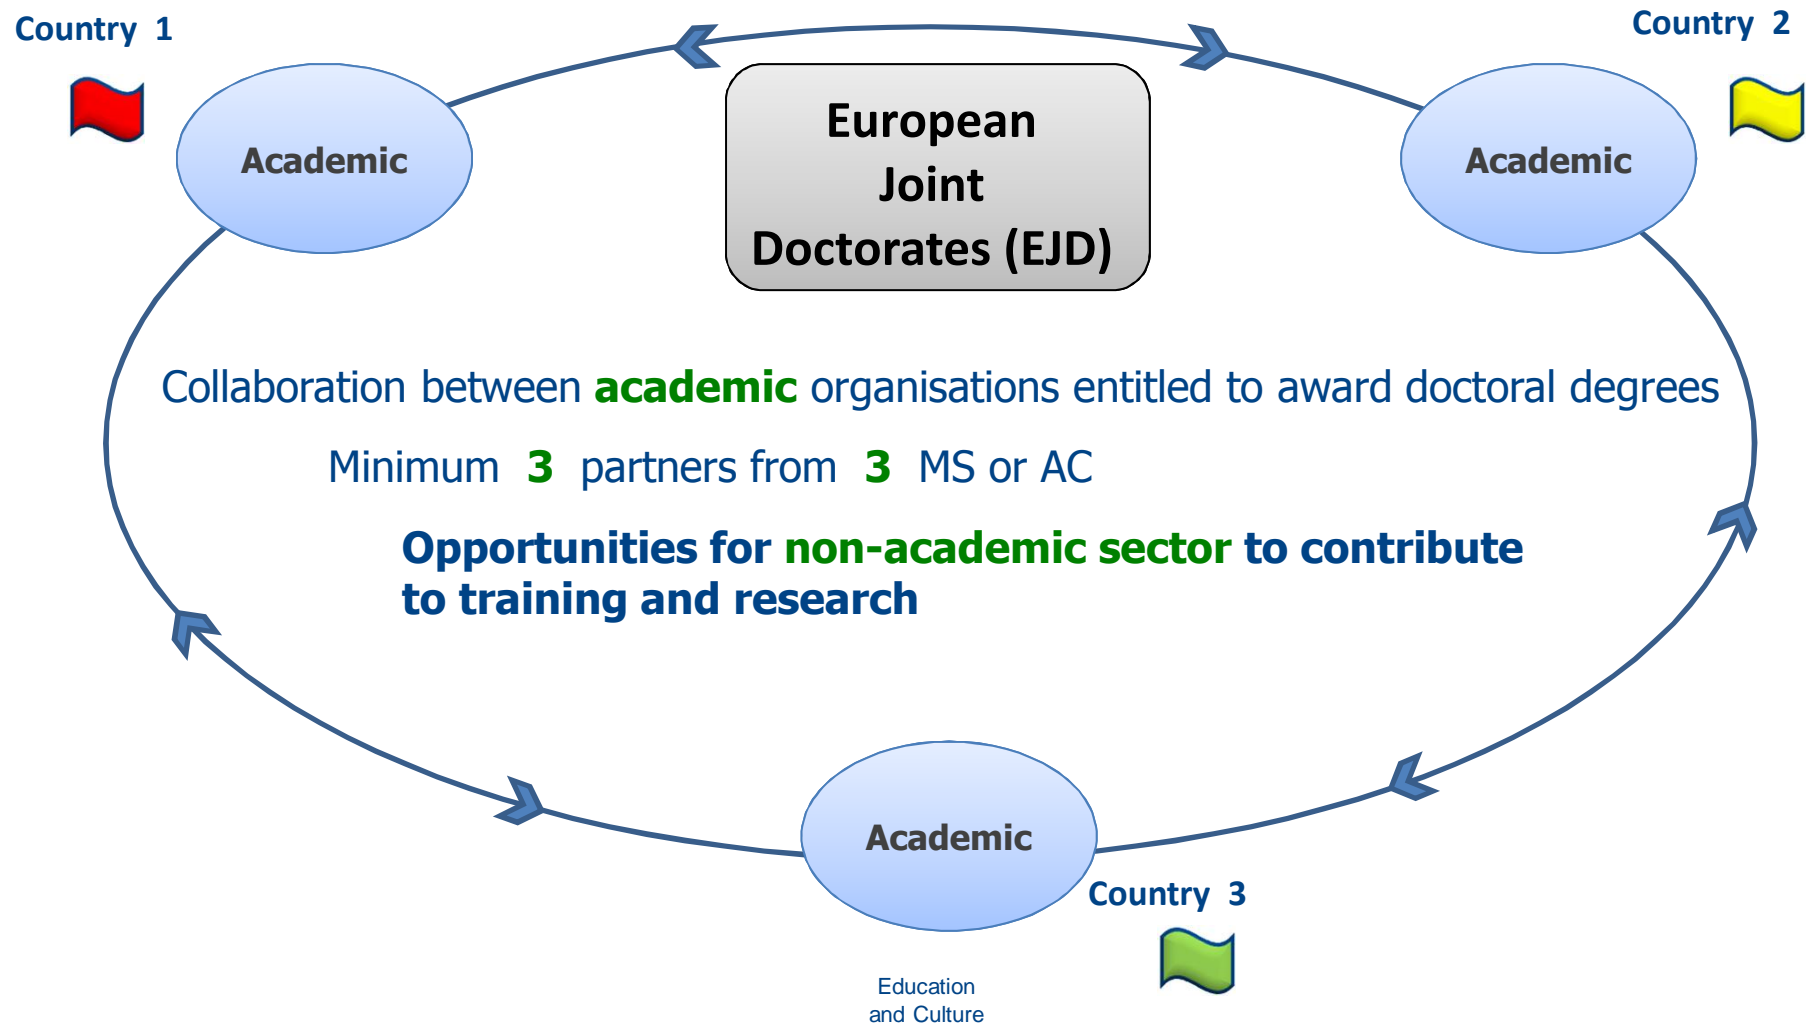 Country 1
Country 2
Academic
European
Joint
Doctorates (EJD)
Academic
Collaboration between academic organisations entitled to award doctoral degrees
Minimum 3 partners from 3 MS or AC
Opportunities for non-academic sector to contribute
to training and research
Academic
Country 3
Education
and Culture